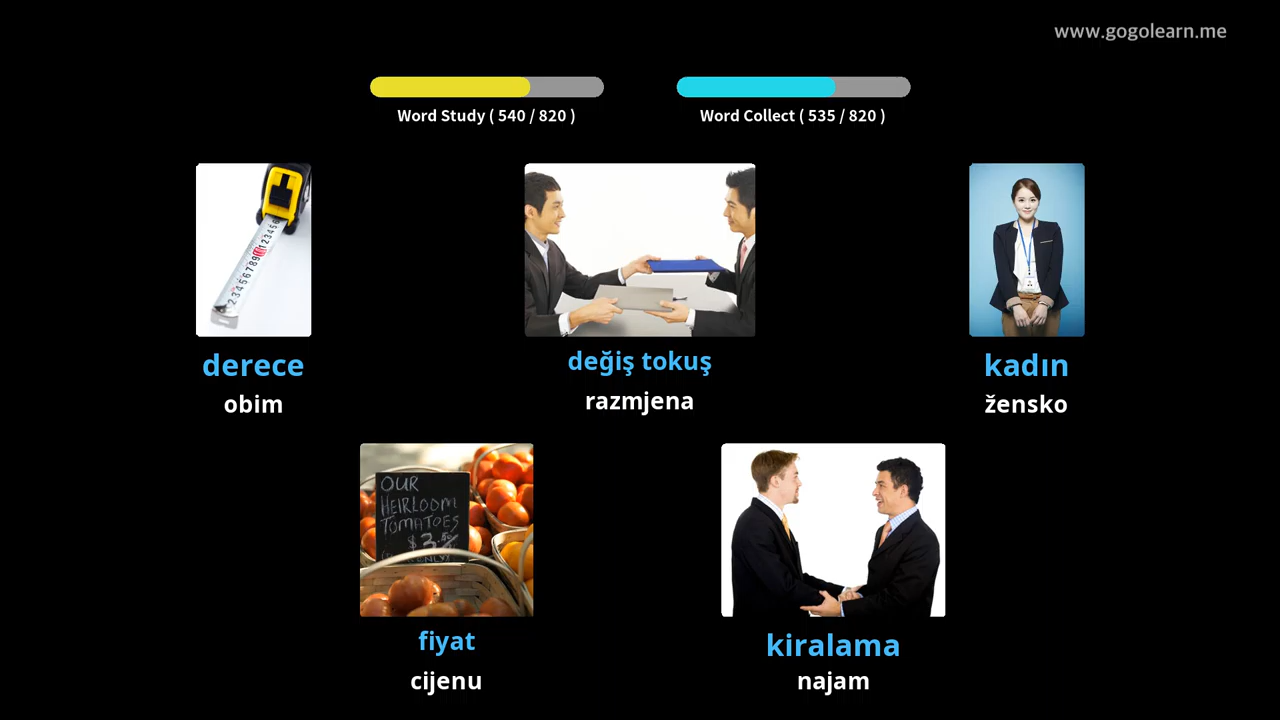 www.gogolearn.me
Word Study ( 540 / 820 )
Word Collect ( 535 / 820 )
derece
obim
değiş tokuş
razmjena
kadın
žensko
OUR
HEIRLOOM
TOMATOES
fiyat
cijenu
kiralama
najam